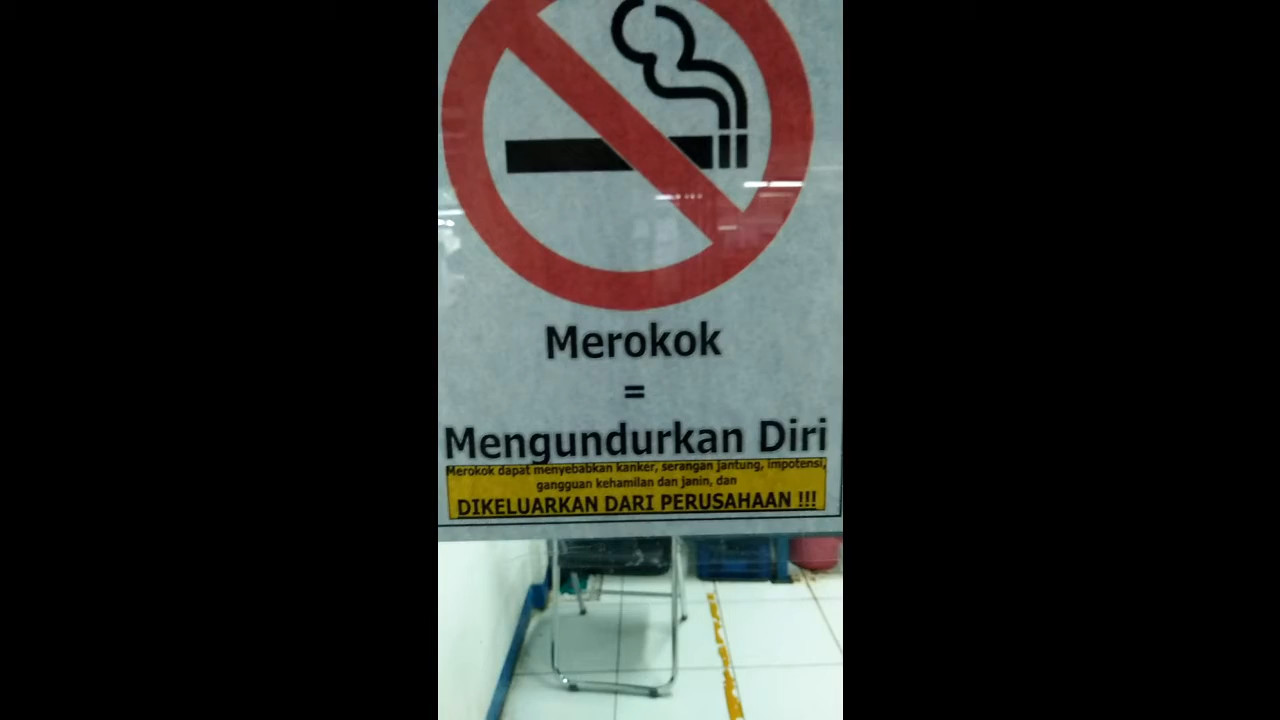 Merokok
=
Mengundurkan Diri
Merokok dapat menyebabkan kanker, serangan jantung, impotensi,
gangguan kehamilan dan janin, dan
DIKELUARKAN DARI PERUSAHAAN !!!